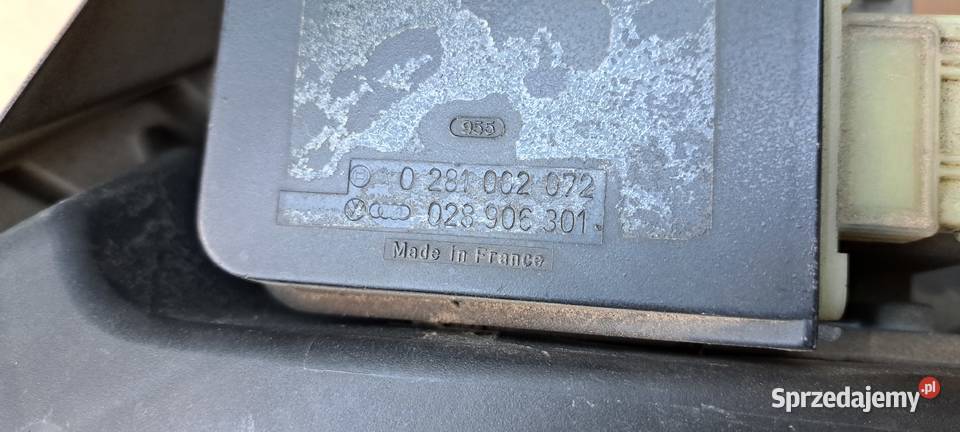 955
0 281 002 072
028 906 301
Made in France
Sprzedajemy.pl